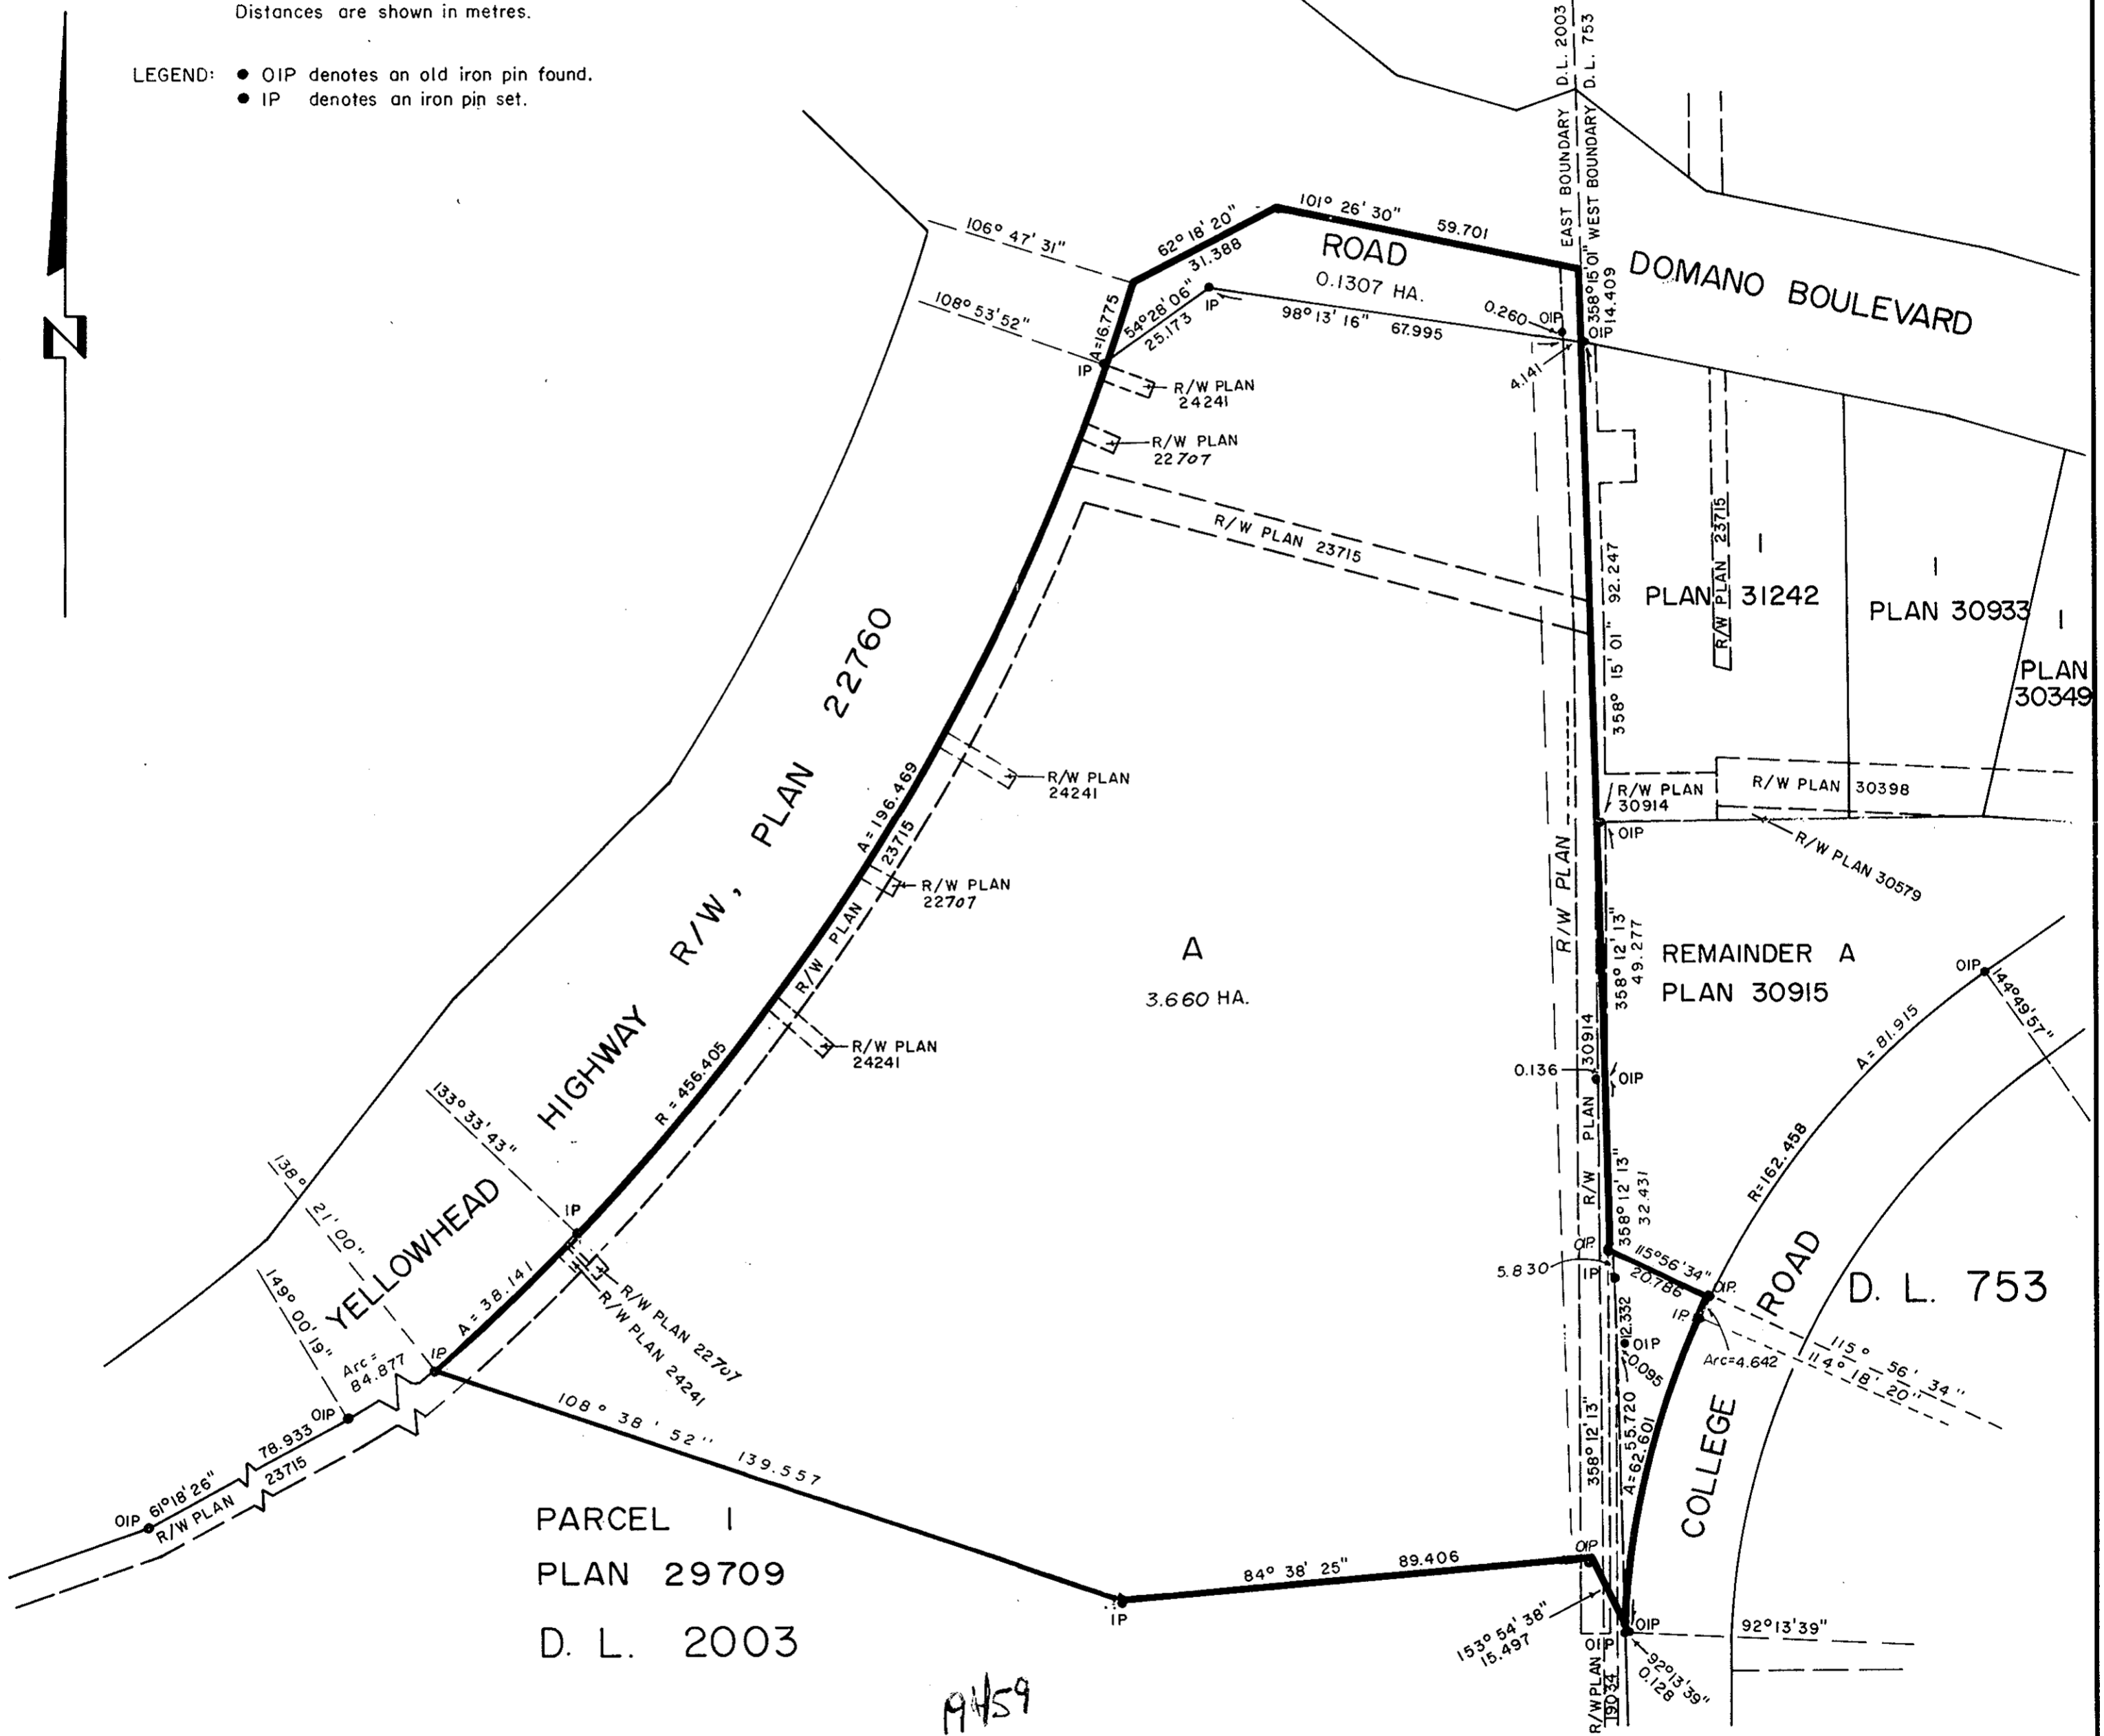 Distances are shown in metres.
LEGEND: ● OIP denotes an old iron pin found.
● IP denotes an iron pin set.
N
EAST BOUNDARY D.L. 2003
WEST BOUNDARY D.L. 753
106° 47' 31"
62° 18' 20"
31.388
101° 26' 30" 59.701
ROAD
0.1307 HA.
358°15'01"
14.409
DOMANO BOULEVARD
108° 53' 52"
A=16.775
54°28'06"
25.173
IP
98°13'16" 67.995
0.260
OIP
OIP
4.141
IP
R/W PLAN
24241
R/W PLAN
22707
R/W PLAN 23715
R/W PLAN 23715
358° 15' 01" 92.247
I
PLAN 31242
I
PLAN 30933
I
PLAN
30349
HIGHWAY R/W, PLAN 22760
A=196.469
R/W PLAN
24241
R/W PLAN
30914
R/W PLAN 30398
OIP
R/W PLAN 30579
R/W PLAN 23715
R/W PLAN
22707
R/W PLAN
A
3.660 HA.
358° 12' 13"
49.277
REMAINDER A
PLAN 30915
OIP
144°49'57"
A = 81.915
R = 456.405
R/W PLAN
24241
R/W PLAN 30914
0.136
OIP
133° 33' 43"
R=162.458
138° 21' 00"
YELLOWHEAD
IP
358° 12' 13"
32.431
OIP.
115°56'34"
20.786
OIP.
5.830
IP
IP.
ROAD
D. L. 753
149° 00' 19"
A = 38.141
R/W PLAN 22707
R/W PLAN 24241
12.332
OIP
0.095
Arc=4.642
115° 56' 34"
114° 18' 20"
Arc =
84.877
IP
OIP
78.933
108° 38' 52" 139.557
358° 12' 13"
55.720
A=62.601
COLLEGE
OIP 61°18'26"
R/W PLAN 23715
PARCEL I
PLAN 29709
D. L. 2003
84° 38' 25" 89.406
OIP
IP
153° 54' 38"
15.497
OIP
OIP
92°13'39"
92°13'39"
0.128
R/W PLAN
19034